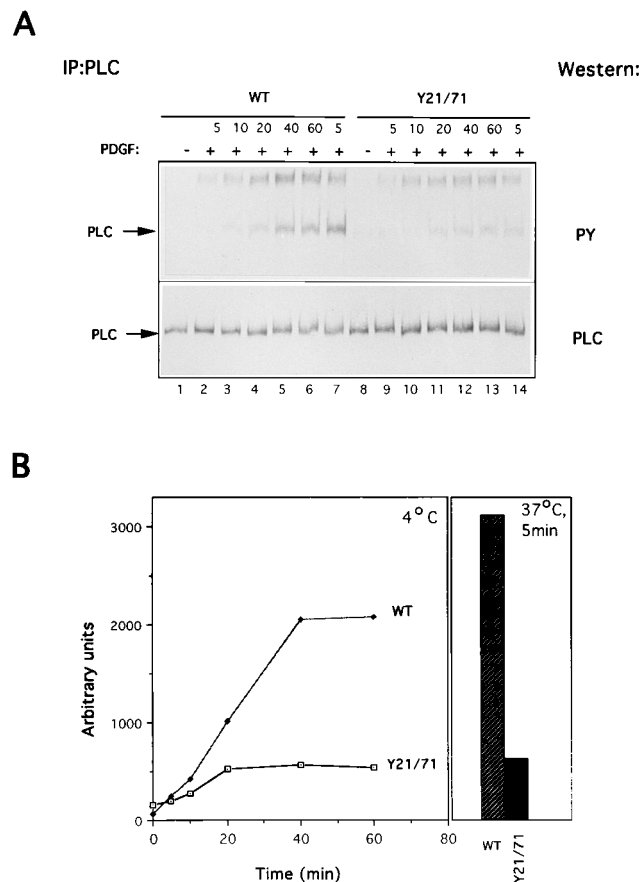 A
IP:PLC Western:
WT Y21/71
5 10 20 40 60 5 5 10 20 40 60 5
PDGF: - + + + + + + - + + + + + +
PLC PY
PLC PLC
1 2 3 4 5 6 7 8 9 10 11 12 13 14
B
4°C
37°C,
5min
3000
2000
1000
0
Arbitrary units
WT
Y21/71
0 20 40 60 80
Time (min)
WT
Y21/71